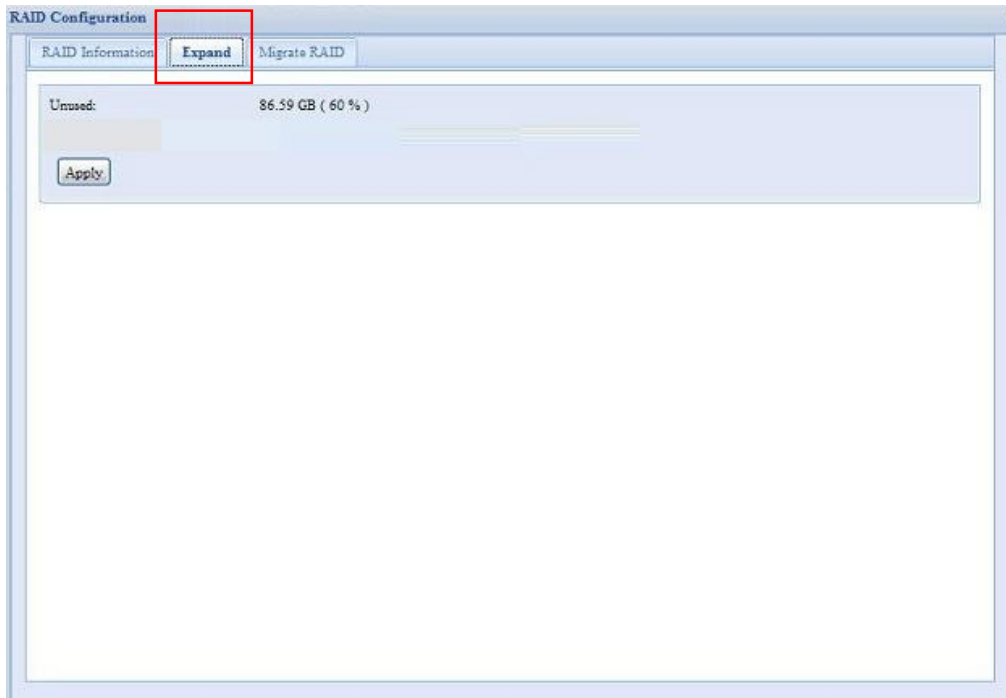 RAID Configuration
RAID Information Expand Migrate RAID
Unused: 86.59 GB ( 60 % )
Apply